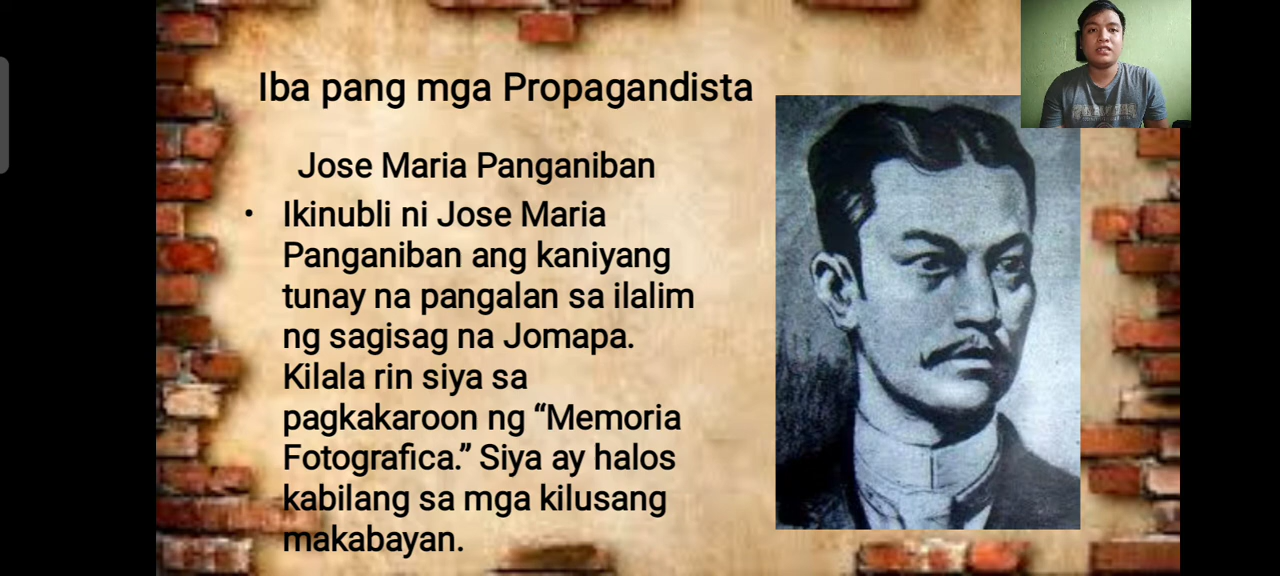 Iba pang mga Propagandista
Jose Maria Panganiban
• Ikinubli ni Jose Maria
Panganiban ang kaniyang
tunay na pangalan sa ilalim
ng sagisag na Jomapa.
Kilala rin siya sa
pagkakaroon ng “Memoria
Fotografica.” Siya ay halos
kabilang sa mga kilusang
makabayan.